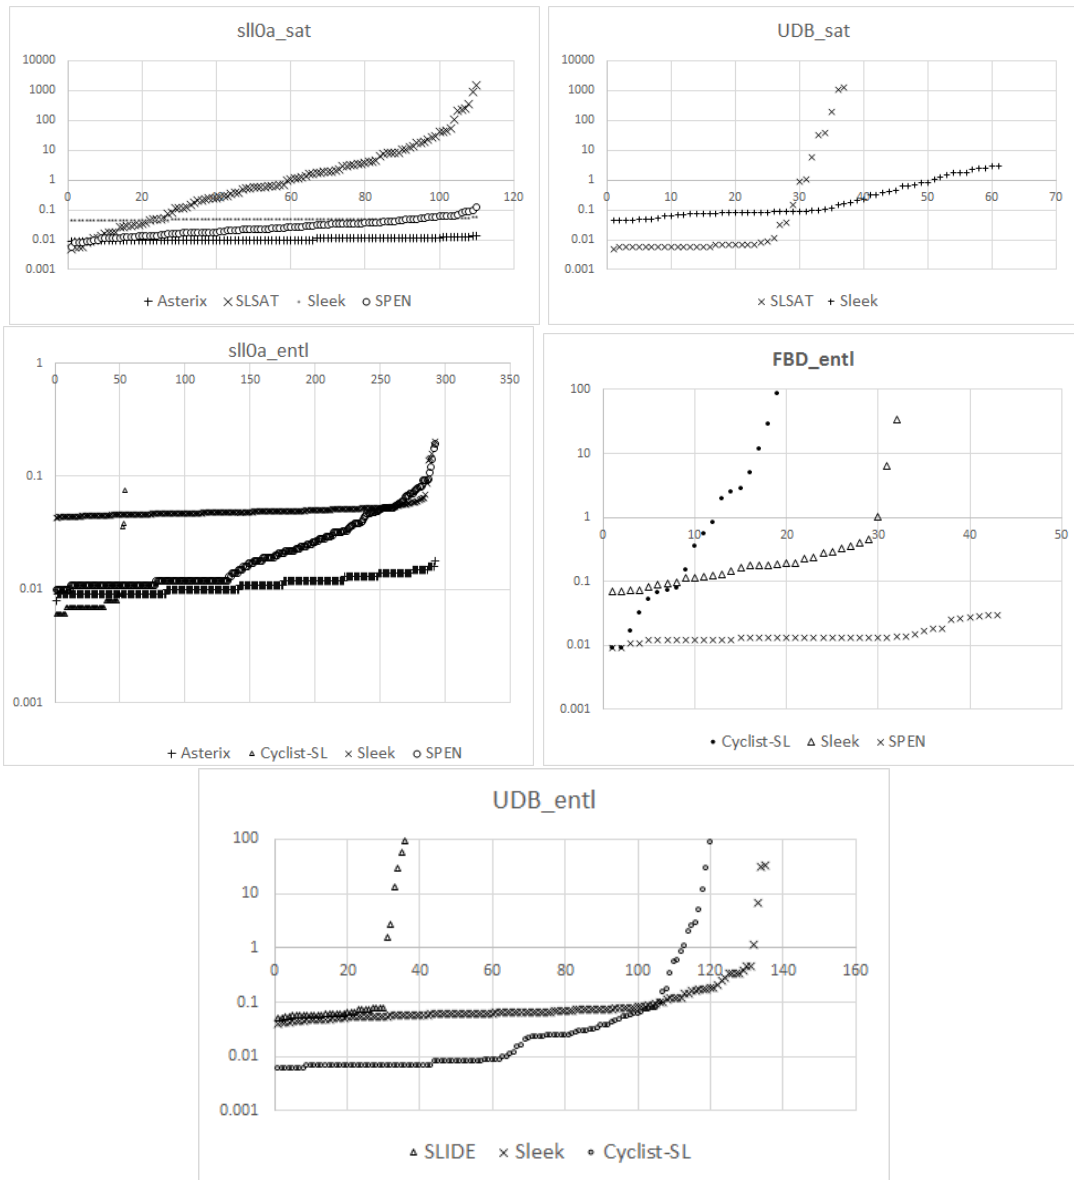 sll0a_sat
10000
1000
100
10
1
0 20 40 60 80 100 120
0.1
0.01
0.001
Asterix SLSAT Sleek SPEN
UDB_sat
10000
1000
100
10
1
0 10 20 30 40 50 60 70
0.1
0.01
0.001
SLSAT Sleek
sll0a_entl
1
0 50 100 150 200 250 300 350
0.1
0.01
0.001
Asterix Cyclist-SL Sleek SPEN
FBD_entl
100
10
1
0 10 20 30 40 50
0.1
0.01
0.001
Cyclist-SL Sleek SPEN
UDB_entl
100
10
1
0 20 40 60 80 100 120 140 160
0.1
0.01
0.001
SLIDE Sleek Cyclist-SL